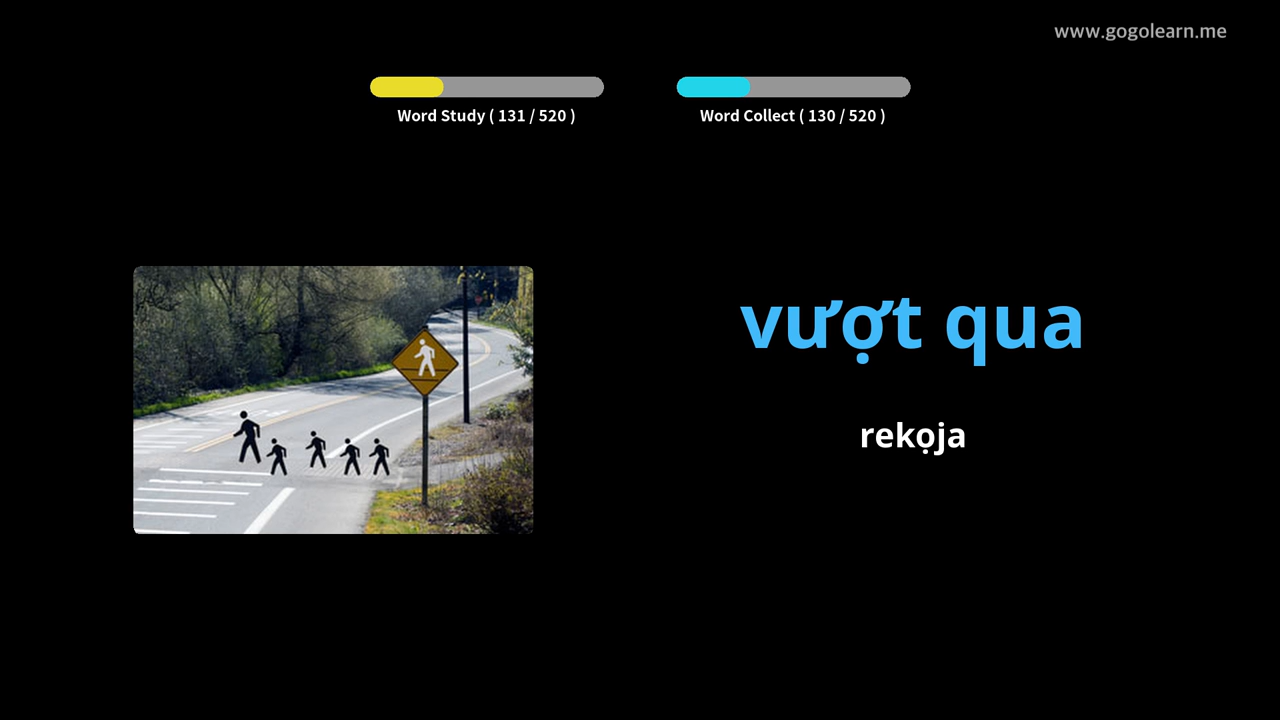 www.gogolearn.me
Word Study ( 131 / 520 )
Word Collect ( 130 / 520 )
vượt qua
rekọja